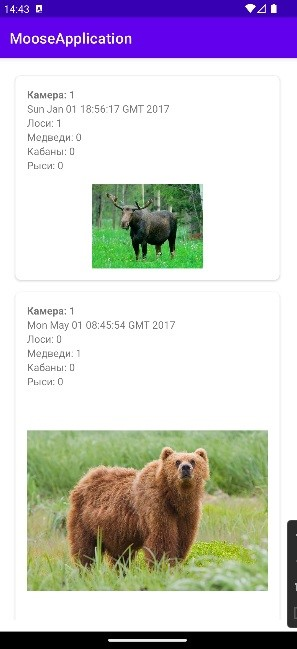 14:43
MooseApplication
Камера: 1
Sun Jan 01 18:56:17 GMT 2017
Лоси: 1
Медведи: 0
Кабаны: 0
Рыси: 0
Камера: 1
Mon May 01 08:45:54 GMT 2017
Лоси: 0
Медведи: 1
Кабаны: 0
Рыси: 0